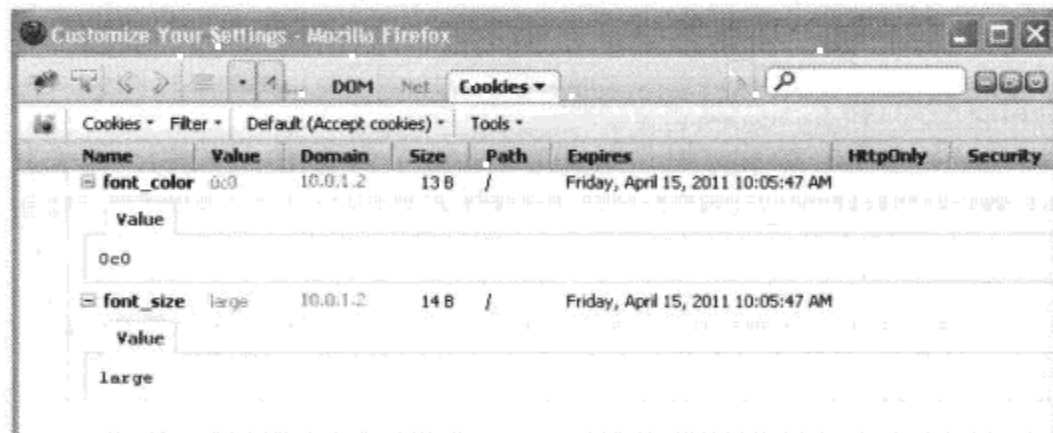 Customize Your Settings - Mozilla Firefox
DOM Net Cookies
Cookies Filter Default (Accept cookies) Tools
Name Value Domain Size Path Expires HttpOnly Security
font_color 0c0 10.0.1.2 13 B / Friday, April 15, 2011 10:05:47 AM
Value
0c0
font_size large 10.0.1.2 14 B / Friday, April 15, 2011 10:05:47 AM
Value
large